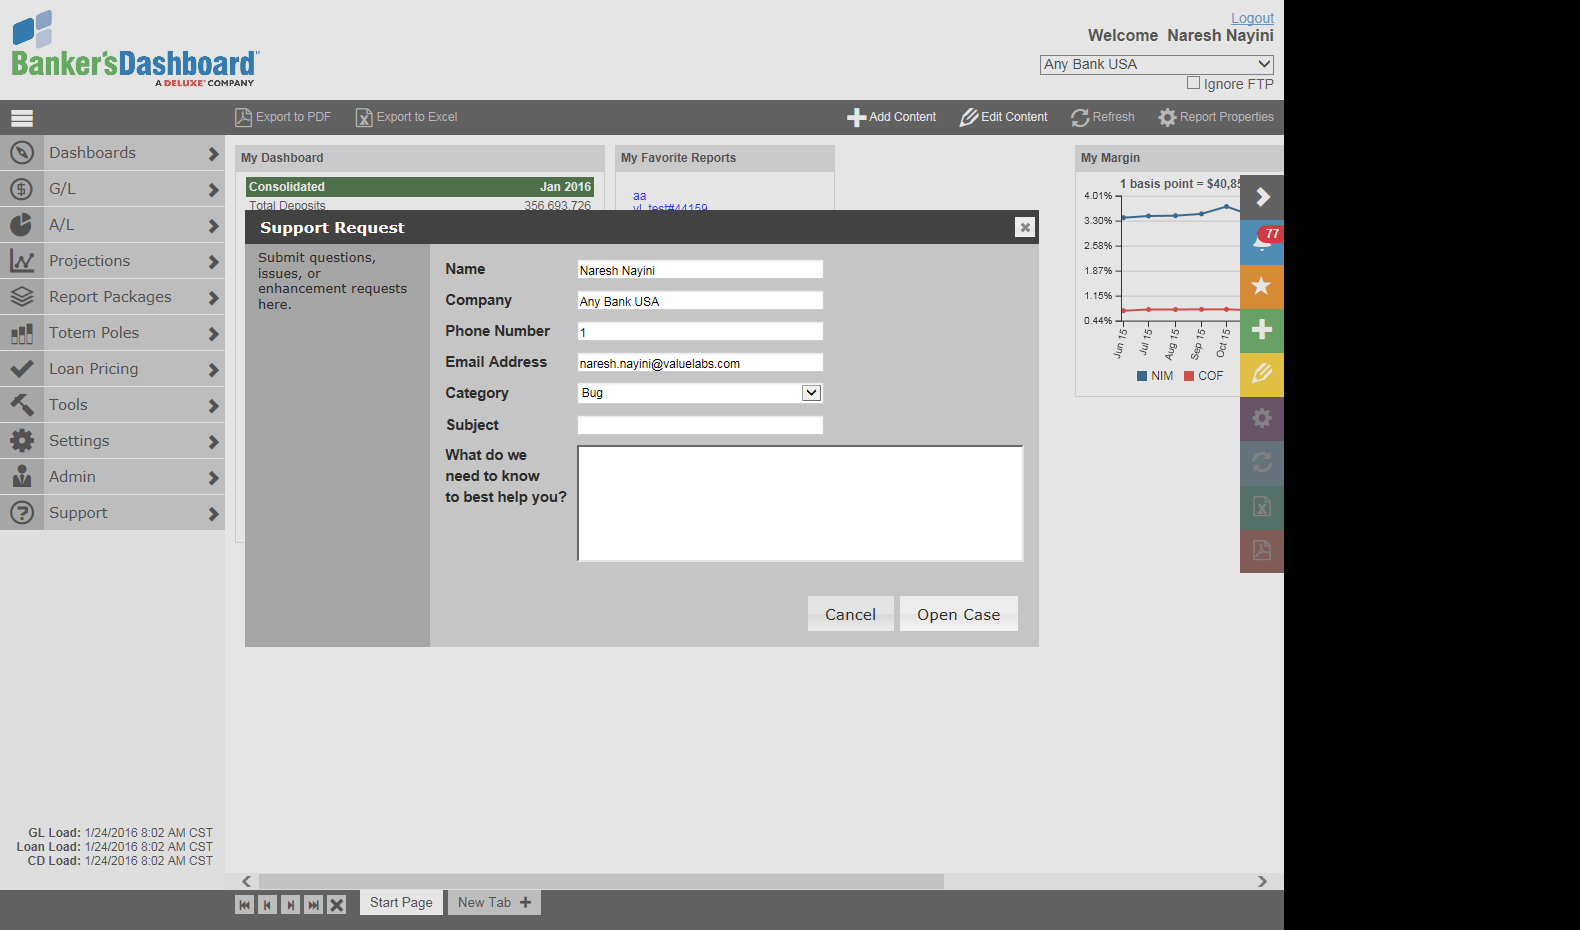 Logout
Welcome Naresh Nayini
Banker'sDashboard
A DELUXE COMPANY
Any Bank USA
Ignore FTP
Export to PDF
Export to Excel
Add Content
Edit Content
Refresh
Report Properties
Dashboards
G/L
A/L
Projections
Report Packages
Totem Poles
Loan Pricing
Tools
Settings
Admin
Support
My Dashboard
Consolidated Jan 2016
Total Deposits 356,693,726
My Favorite Reports
aa
vl_test#44159
My Margin
1 basis point = $40,85
4.01%
3.30%
2.58%
1.87%
1.15%
0.44%
Jun 15
Jul 15
Aug 15
Sep 15
Oct 15
NIM
COF
77
Support Request
Submit questions,
issues, or
enhancement requests
here.
Name Naresh Nayini
Company Any Bank USA
Phone Number 1
Email Address naresh.nayini@valuelabs.com
Category Bug
Subject
What do we
need to know
to best help you?
Cancel
Open Case
GL Load: 1/24/2016 8:02 AM CST
Loan Load: 1/24/2016 8:02 AM CST
CD Load: 1/24/2016 8:02 AM CST
Start Page
New Tab